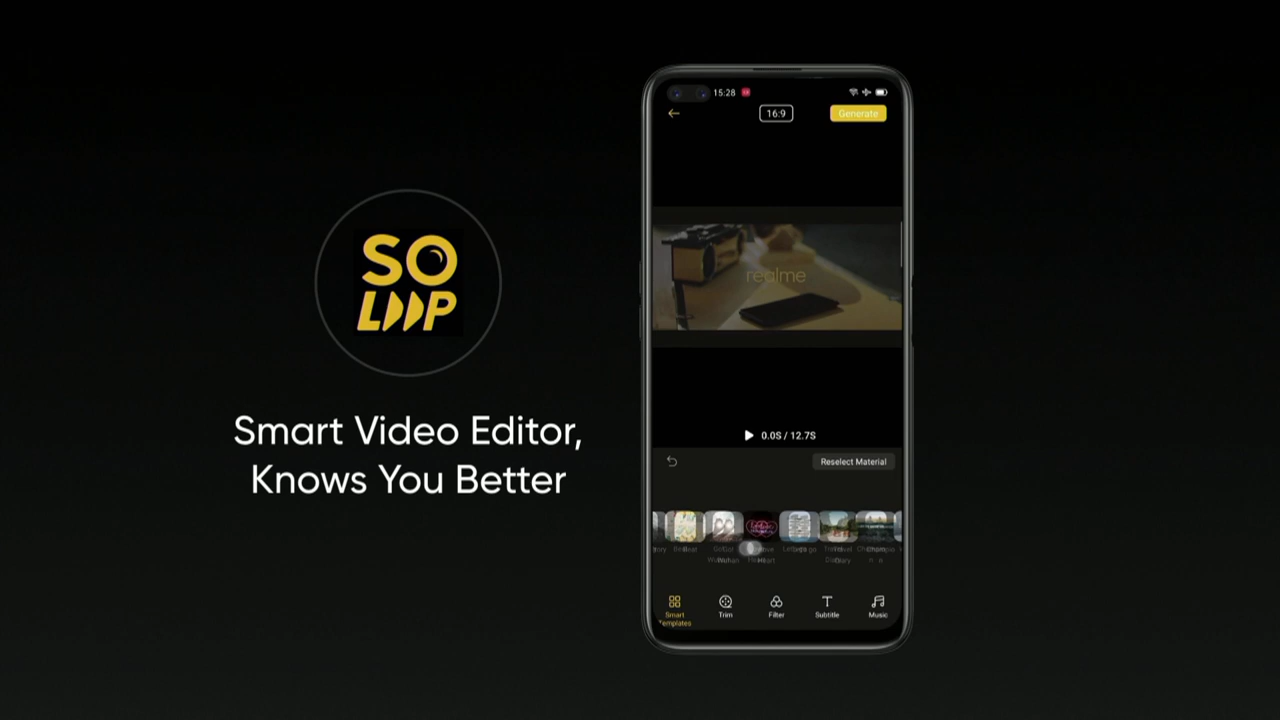 SO
LOOP
Smart Video Editor,
Knows You Better
15:28
16:9
Generate
realme
0.0S / 12.7S
Reselect Material
Smart
Templates
Trim
Filter
Subtitle
Music